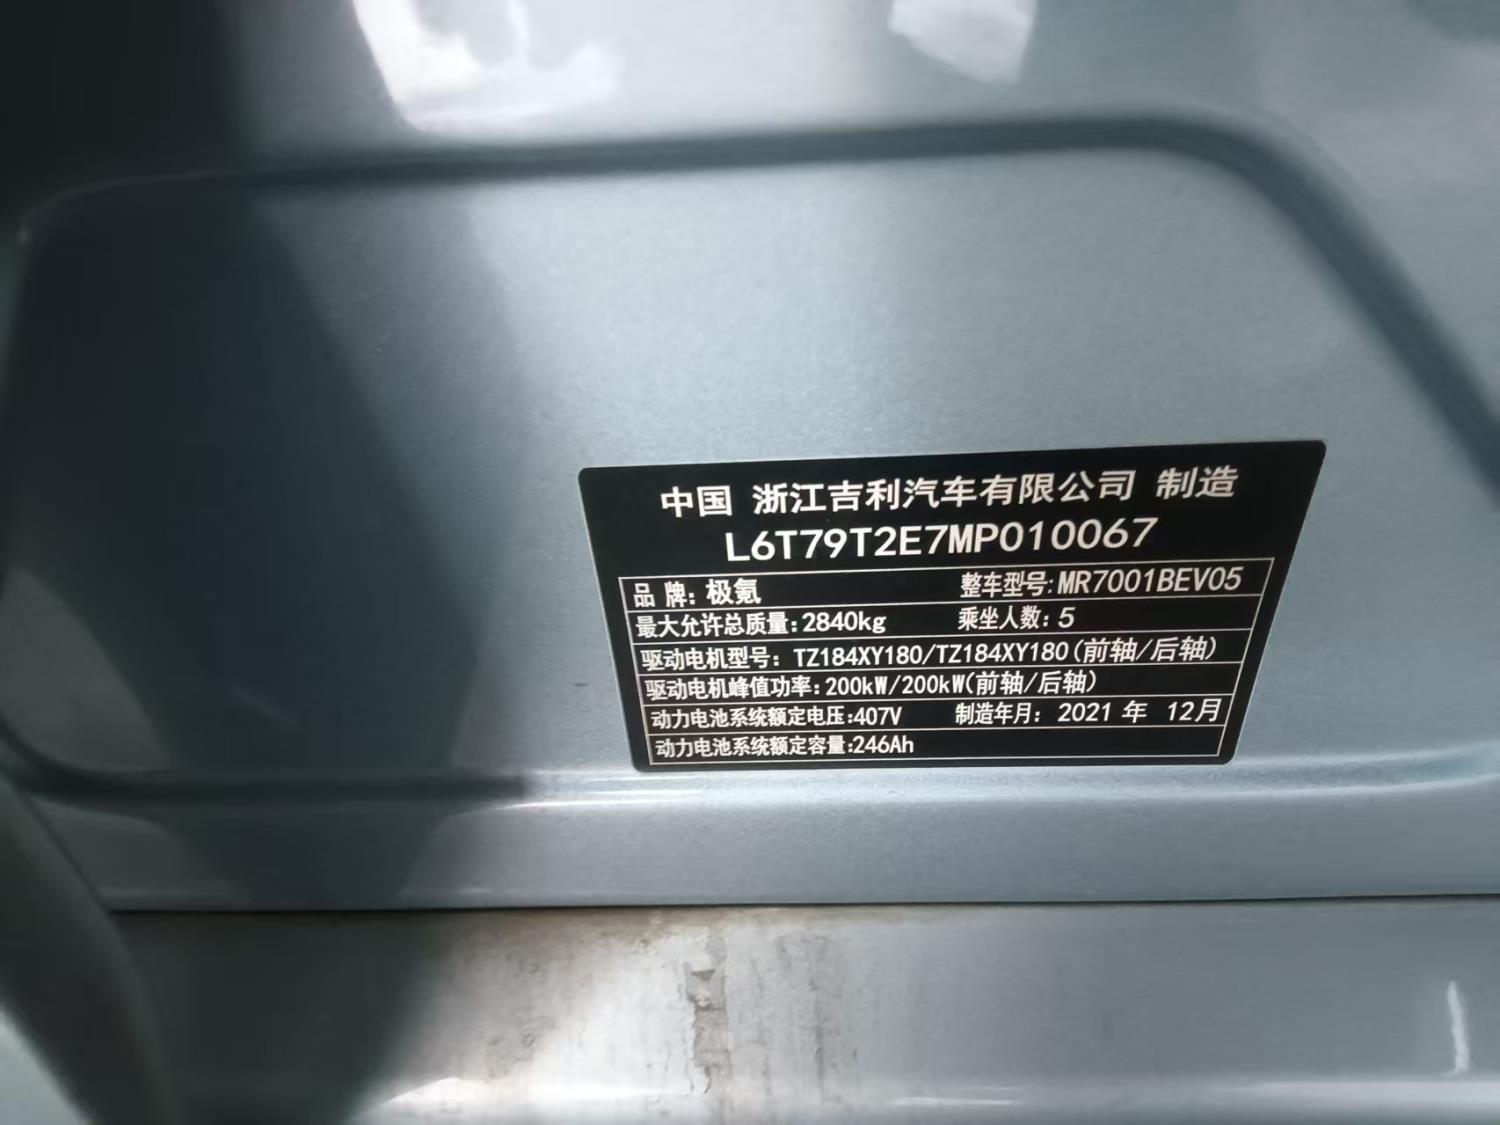 中国 浙江吉利汽车有限公司 制造
L6T79T2E7MP010067
品 牌: 极氪 整车型号: MR7001BEV05
最大允许总质量: 2840kg 乘坐人数: 5
驱动电机型号: TZ184XY180/TZ184XY180 (前轴/后轴)
驱动电机峰值功率: 200kW/200kW(前轴/后轴)
动力电池系统额定电压:407V 制造年月: 2021 年 12月
动力电池系统额定容量:246Ah